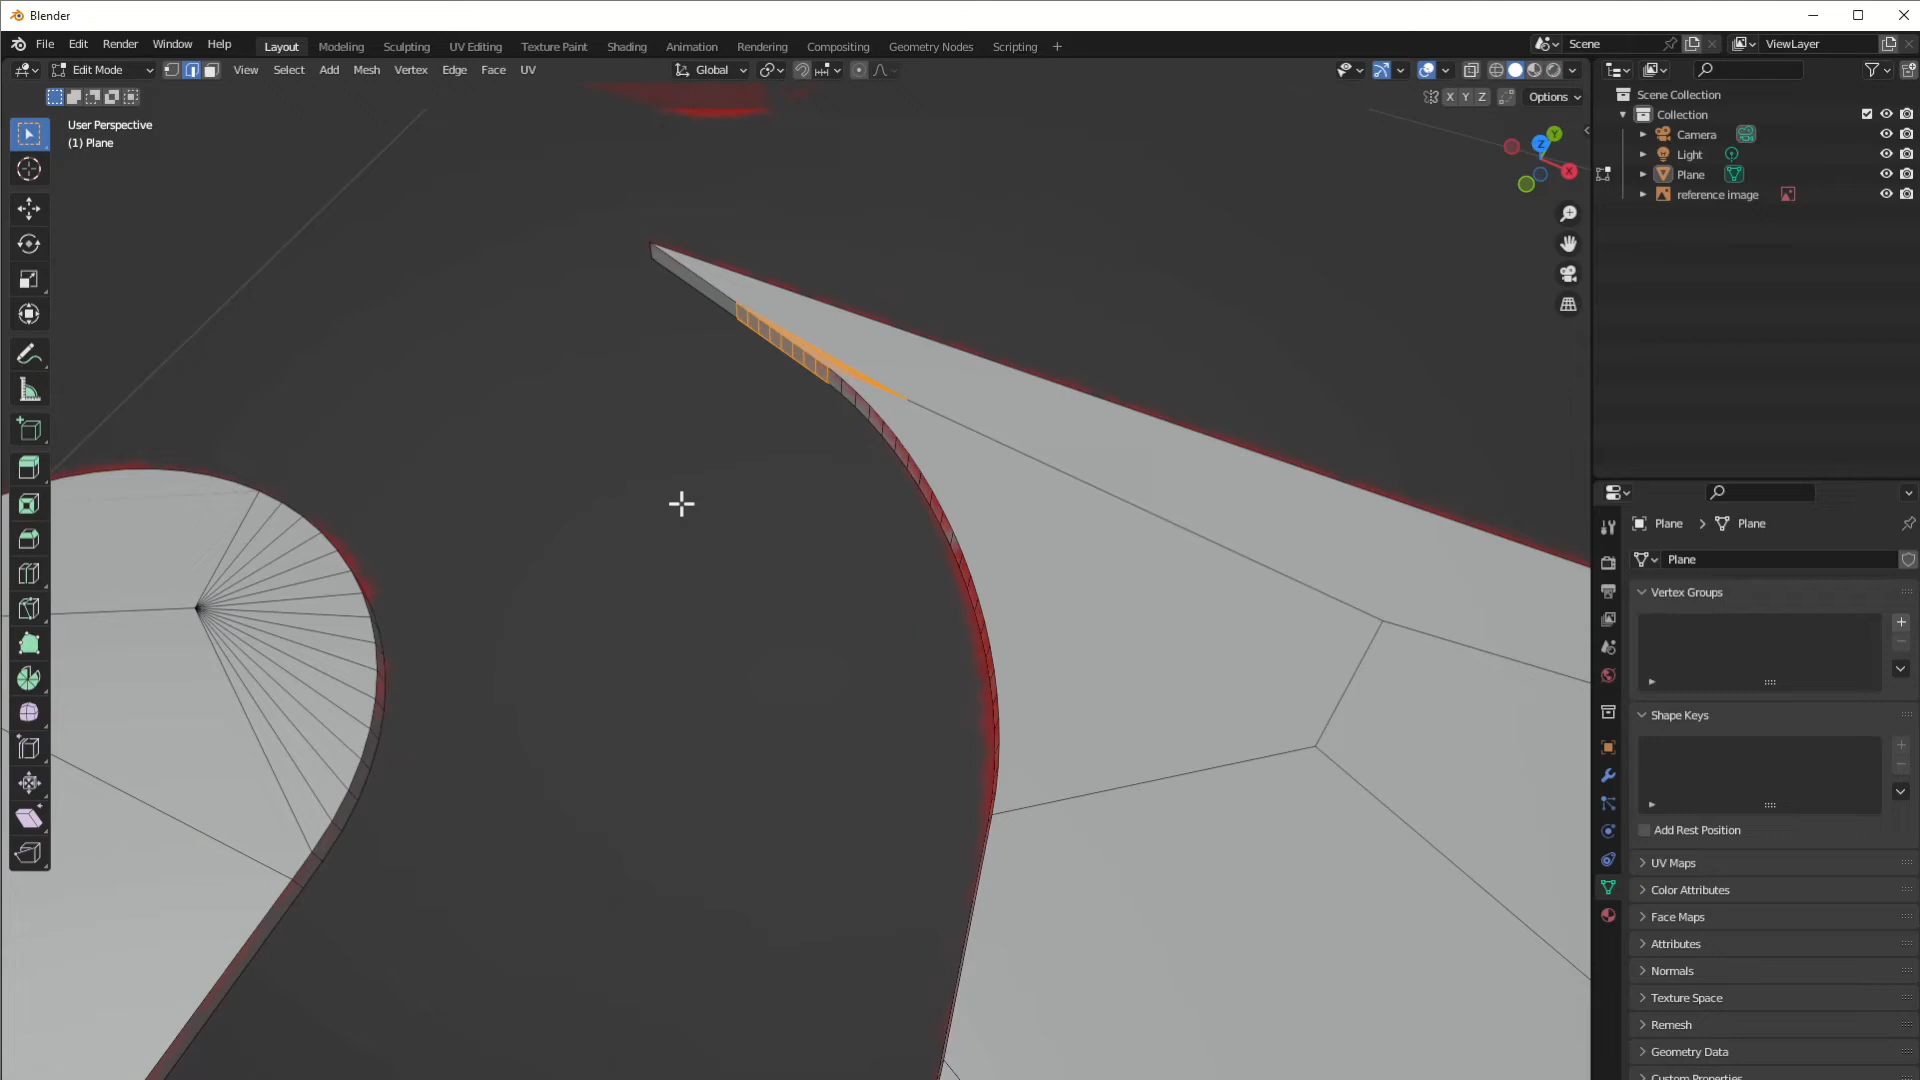 Blender
File Edit Render Window Help Layout Modeling Sculpting UV Editing Texture Paint Shading Animation Rendering Compositing Geometry Nodes Scripting + Scene ViewLayer
Edit Mode View Select Add Mesh Vertex Edge Face UV Global
X Y Z Options
User Perspective
(1) Plane
Y
Z
X
Scene Collection
Collection
Camera
Light
Plane
reference image
Plane > Plane
Plane
Vertex Groups
Shape Keys
Add Rest Position
UV Maps
Color Attributes
Face Maps
Attributes
Normals
Texture Space
Remesh
Geometry Data
Custom Properties